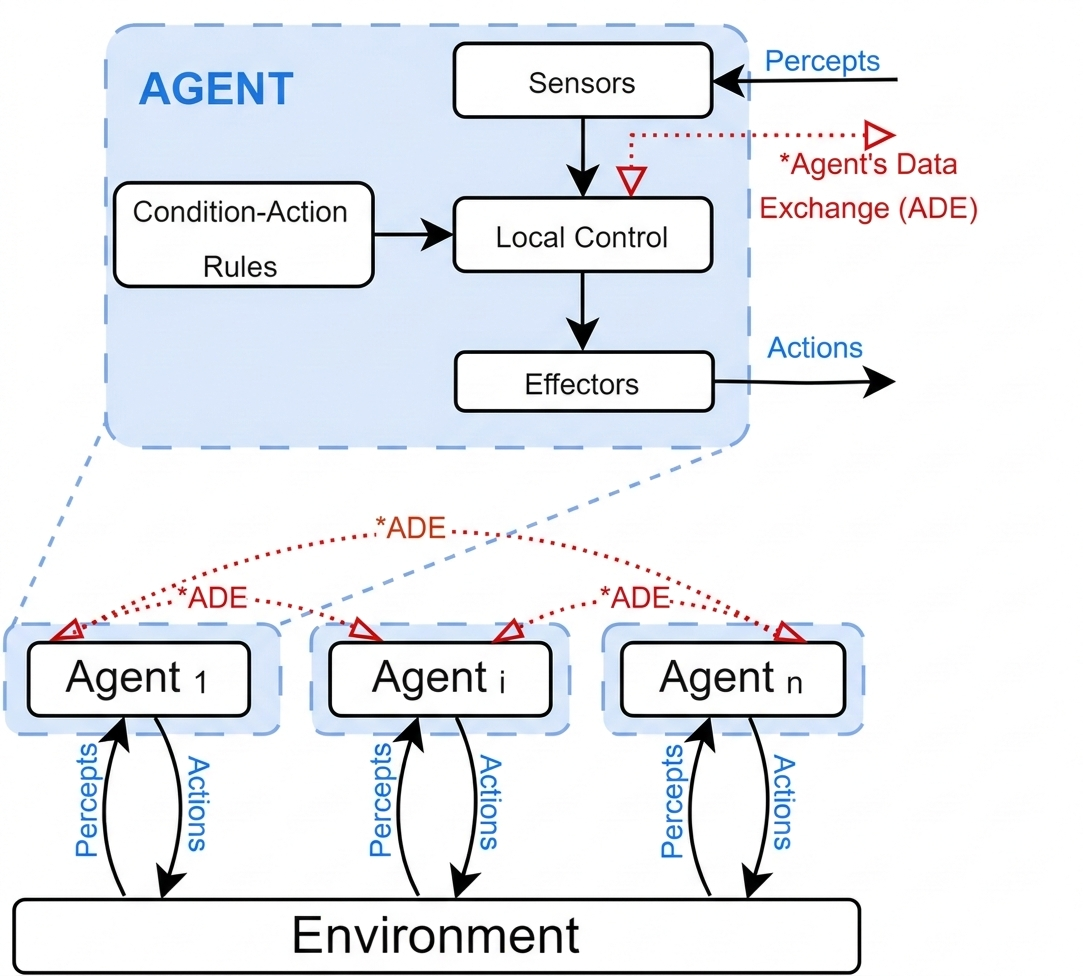 AGENT
Sensors
Percepts
*Agent's Data
Exchange (ADE)
Condition-Action
Rules
Local Control
Actions
Effectors
*ADE
*ADE
*ADE
Agent 1
Agent i
Agent n
Percepts
Actions
Percepts
Actions
Percepts
Actions
Environment